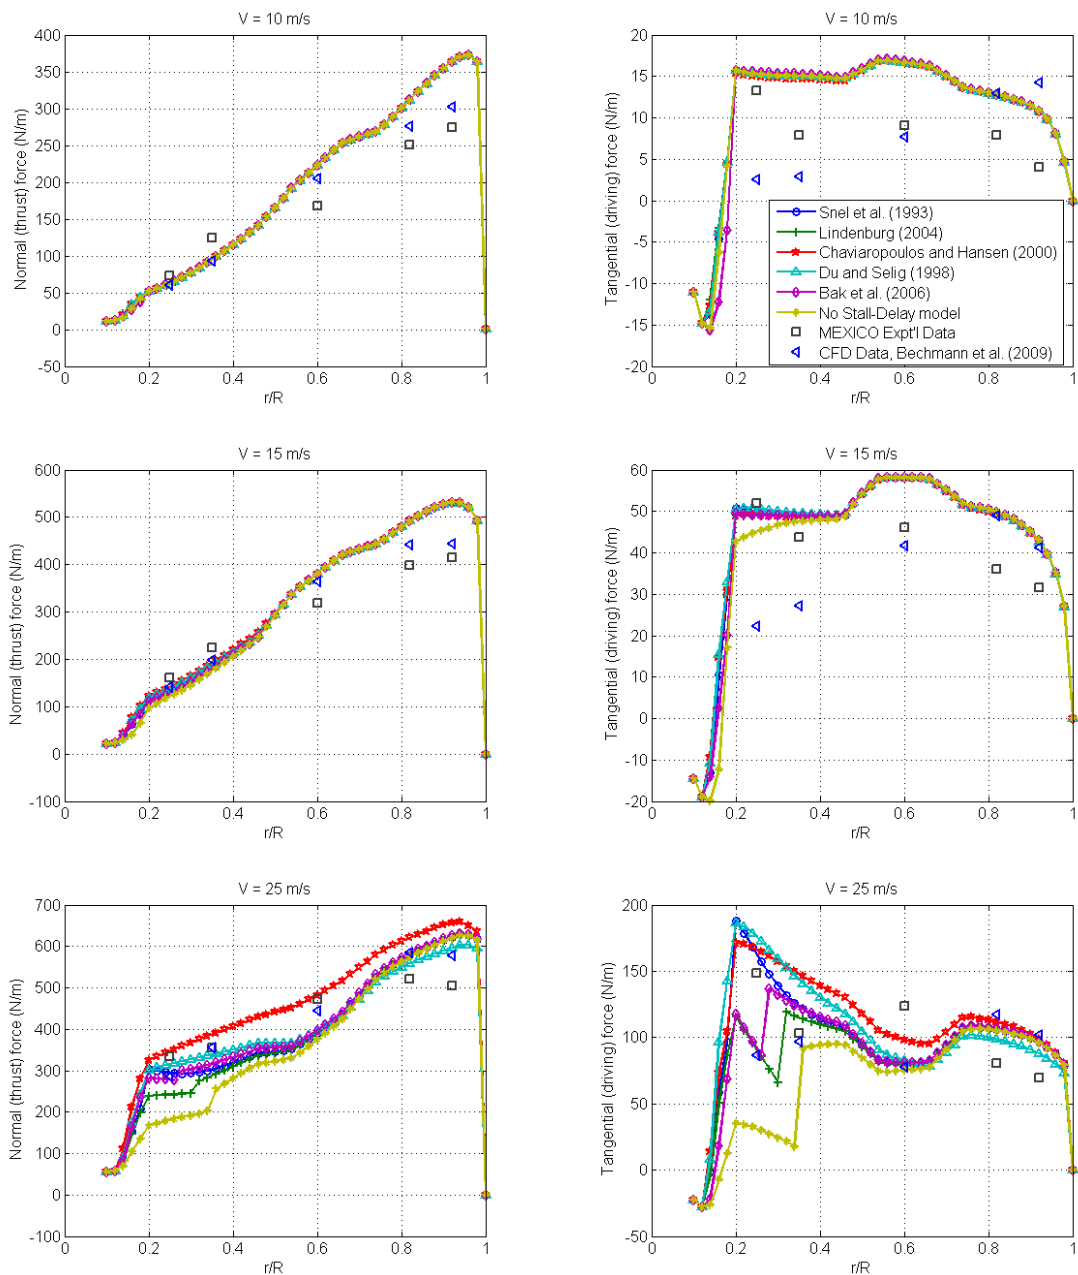 V = 10 m/s
Normal (thrust) force (N/m)
400
350
300
250
200
150
100
50
0
-50
0 0.2 0.4 0.6 0.8 1
r/R
V = 10 m/s
Tangential (driving) force (N/m)
20
15
10
5
0
-5
-10
-15
-20
Snel et al. (1993)
Lindenburg (2004)
Chaviaropoulos and Hansen (2000)
Du and Selig (1998)
Bak et al. (2006)
No Stall-Delay model
MEXICO Expt'l Data
CFD Data, Bechmann et al. (2009)
0 0.2 0.4 0.6 0.8 1
r/R
V = 15 m/s
Normal (thrust) force (N/m)
600
500
400
300
200
100
0
-100
0 0.2 0.4 0.6 0.8 1
r/R
V = 15 m/s
Tangential (driving) force (N/m)
60
50
40
30
20
10
0
-10
-20
0 0.2 0.4 0.6 0.8 1
r/R
V = 25 m/s
Normal (thrust) force (N/m)
700
600
500
400
300
200
100
0
-100
0 0.2 0.4 0.6 0.8 1
r/R
V = 25 m/s
Tangential (driving) force (N/m)
200
150
100
50
0
-50
0 0.2 0.4 0.6 0.8 1
r/R